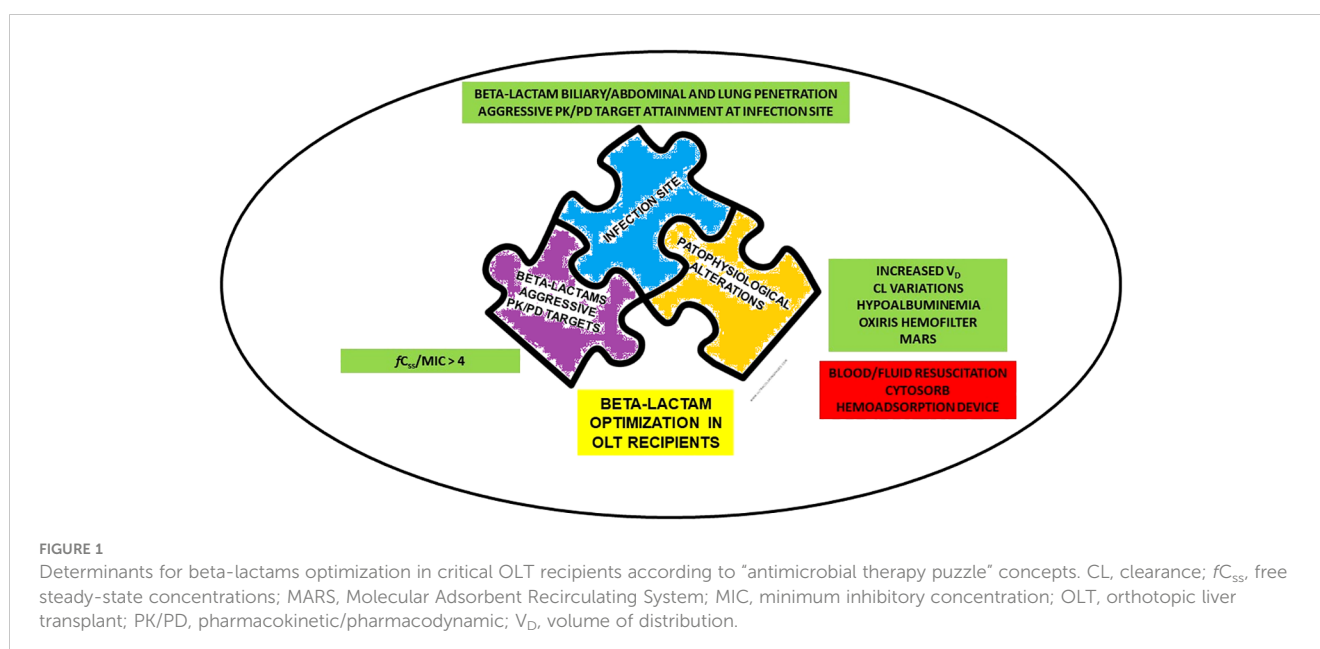 BETA-LACTAM BILIARY/ABDOMINAL AND LUNG PENETRATION
AGGRESSIVE PK/PD TARGET ATTAINMENT AT INFECTION SITE
INFECTION SITE
PATOPHYSIOLOGICAL
ALTERATIONS
BETA-LACTAMS
AGGRESSIVE
PK/PD TARGETS
INCREASED VD
CL VARIATIONS
HYPOALBUMINEMIA
OXIRIS HEMOFILTER
MARS
fCss/MIC > 4
BLOOD/FLUID RESUSCITATION
CYTOSORB
HEMOADSORPTION DEVICE
BETA-LACTAM
OPTIMIZATION IN
OLT RECIPIENTS
FIGURE 1
Determinants for beta-lactams optimization in critical OLT recipients according to “antimicrobial therapy puzzle” concepts. CL, clearance; fCss, free
steady-state concentrations; MARS, Molecular Adsorbent Recirculating System; MIC, minimum inhibitory concentration; OLT, orthotopic liver
transplant; PK/PD, pharmacokinetic/pharmacodynamic; VD, volume of distribution.